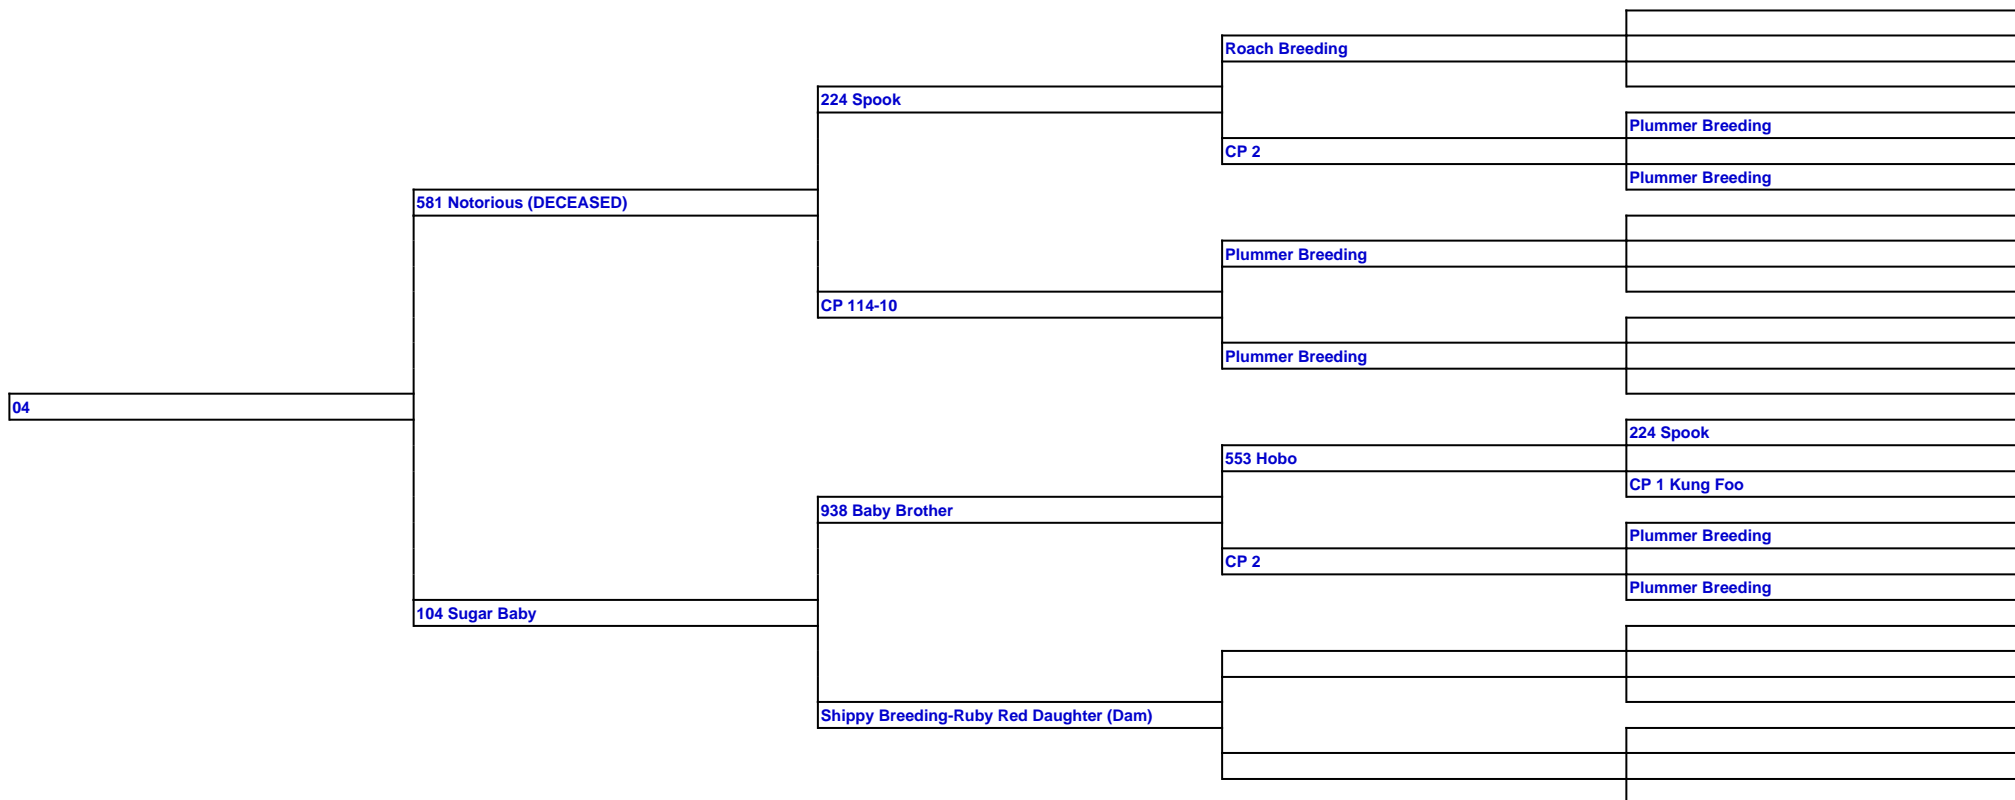 Roach Breeding
224 Spook
Plummer Breeding
CP 2
Plummer Breeding
581 Notorious (DECEASED)
Plummer Breeding
CP 114-10
Plummer Breeding
04
224 Spook
553 Hobo
CP 1 Kung Foo
938 Baby Brother
Plummer Breeding
CP 2
Plummer Breeding
104 Sugar Baby
Shippy Breeding-Ruby Red Daughter (Dam)